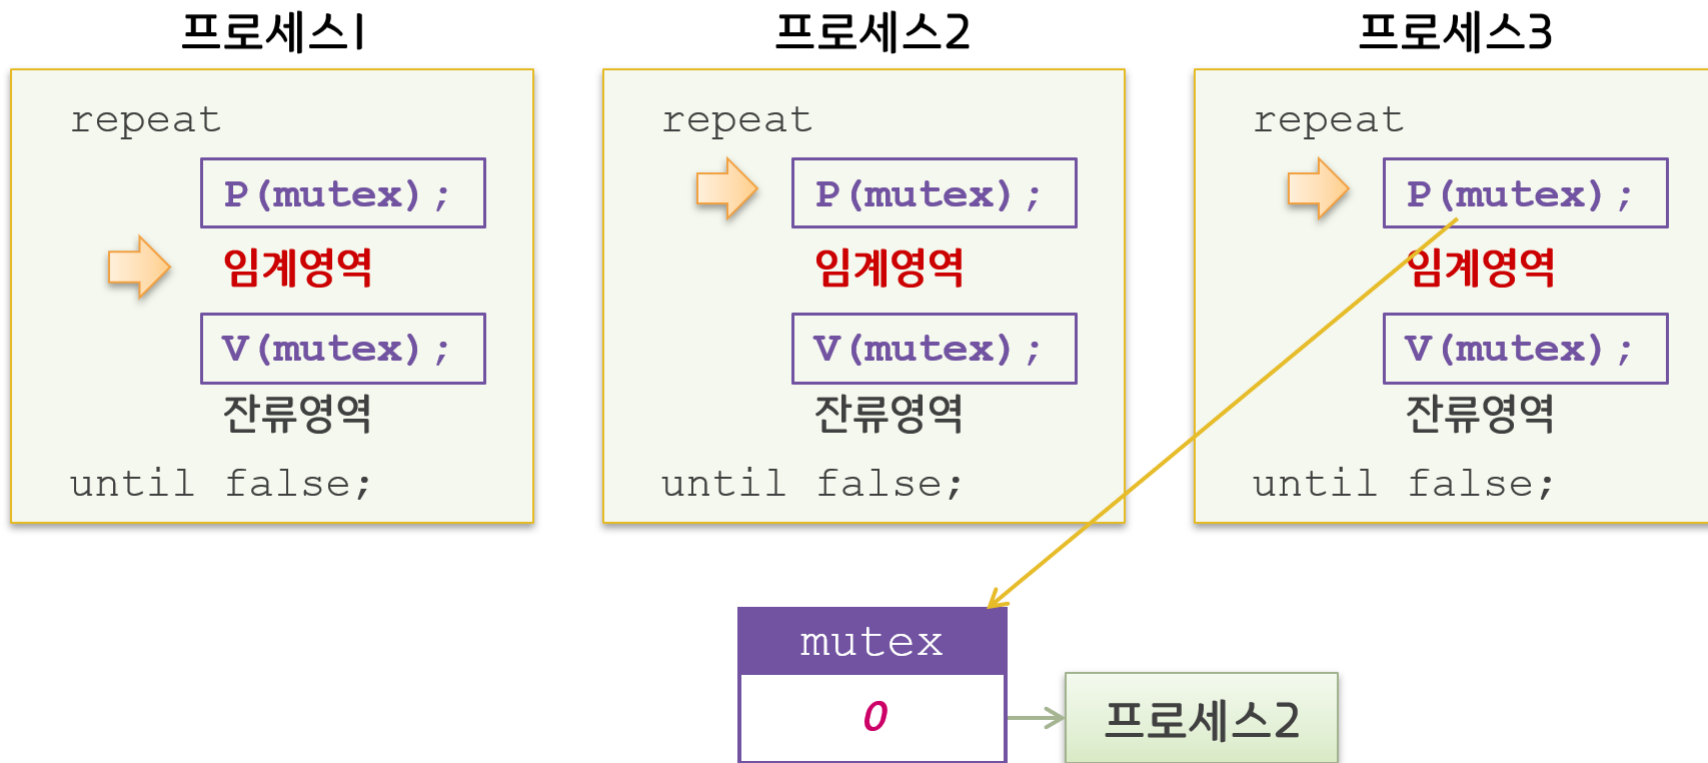 프로세스1
repeat
P(mutex);
임계영역
V(mutex);
잔류영역
until false;
프로세스2
repeat
P(mutex);
임계영역
V(mutex);
잔류영역
until false;
프로세스3
repeat
P(mutex);
임계영역
V(mutex);
잔류영역
until false;
mutex
0
프로세스2